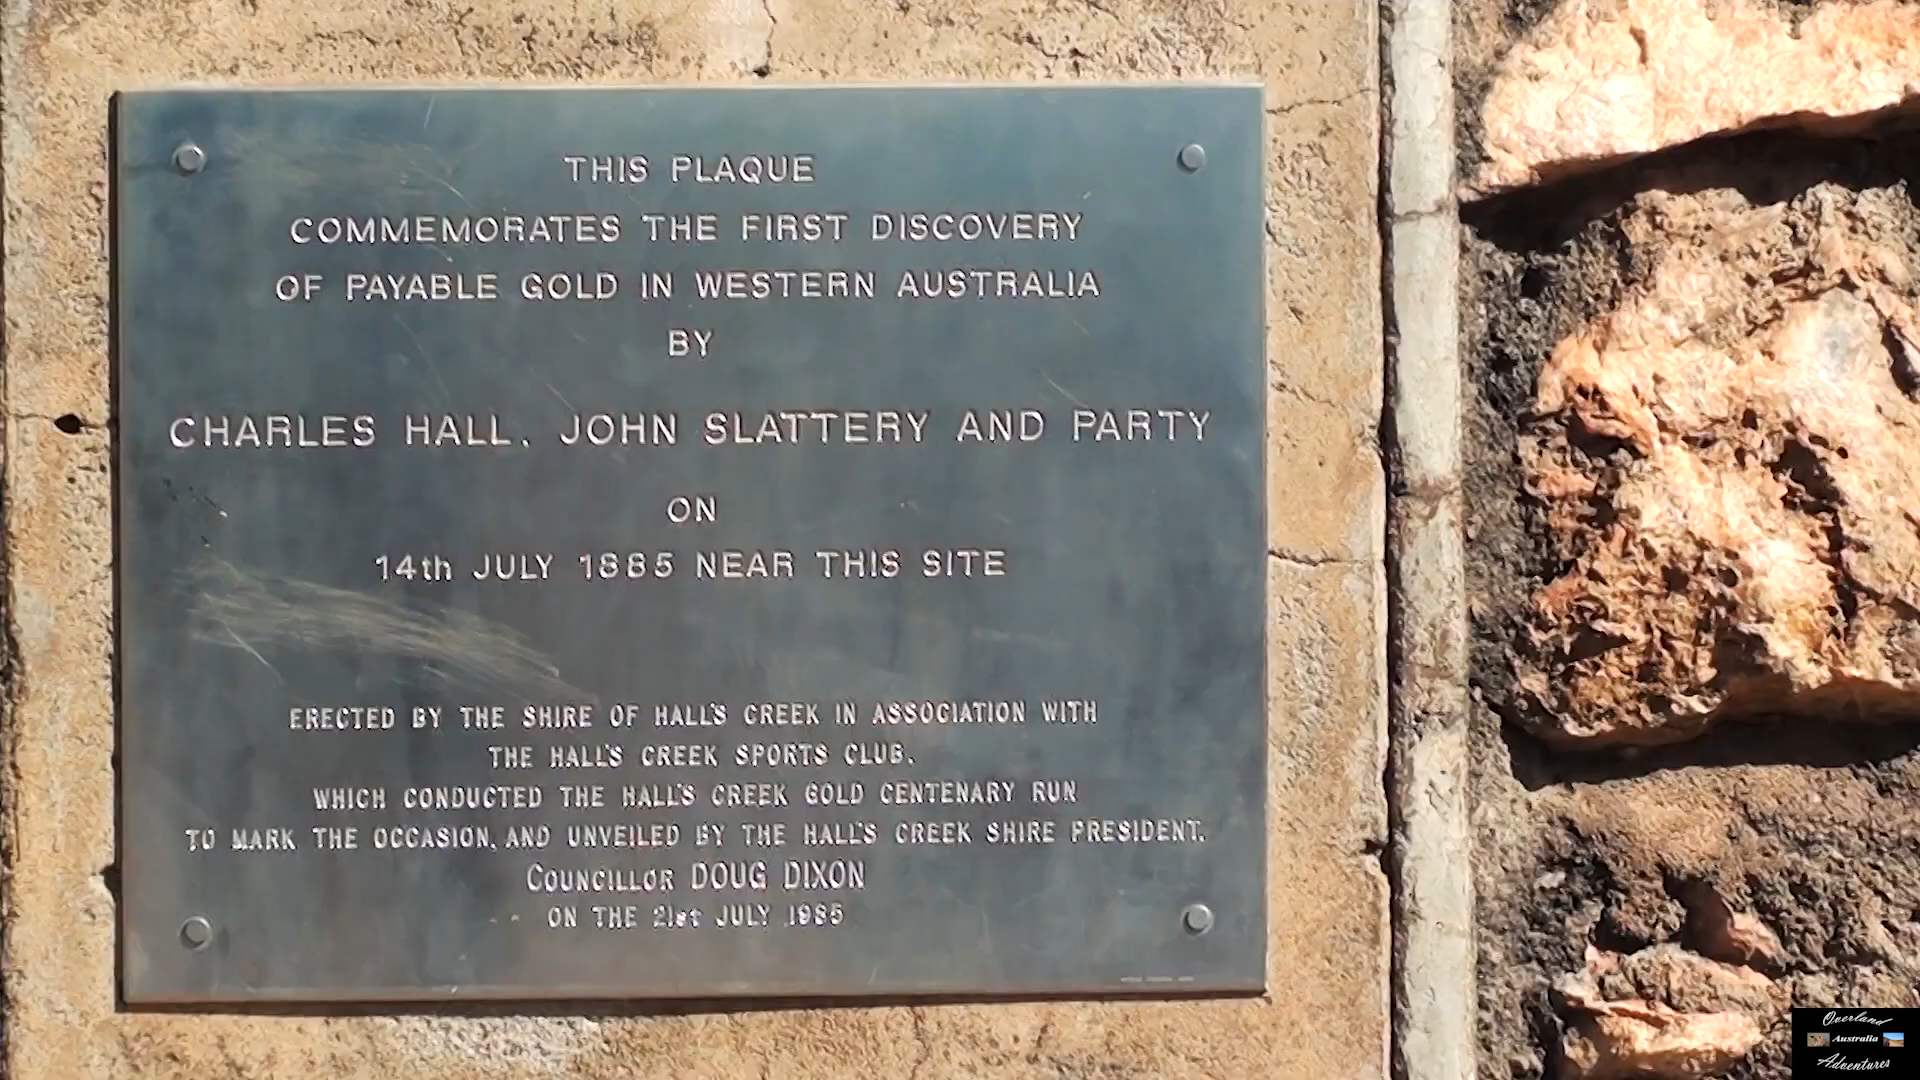 THIS PLAQUE
COMMEMORATES THE FIRST DISCOVERY
OF PAYABLE GOLD IN WESTERN AUSTRALIA
BY
CHARLES HALL, JOHN SLATTERY AND PARTY
ON
14th JULY 1885 NEAR THIS SITE
ERECTED BY THE SHIRE OF HALL'S CREEK IN ASSOCIATION WITH
THE HALL'S CREEK SPORTS CLUB.
WHICH CONDUCTED THE HALL'S CREEK GOLD CENTENARY RUN
TO MARK THE OCCASION, AND UNVEILED BY THE HALL'S CREEK SHIRE PRESIDENT.
COUNCILLOR DOUG DIXON
ON THE 21st JULY 1985
Overland
Australia
Adventures